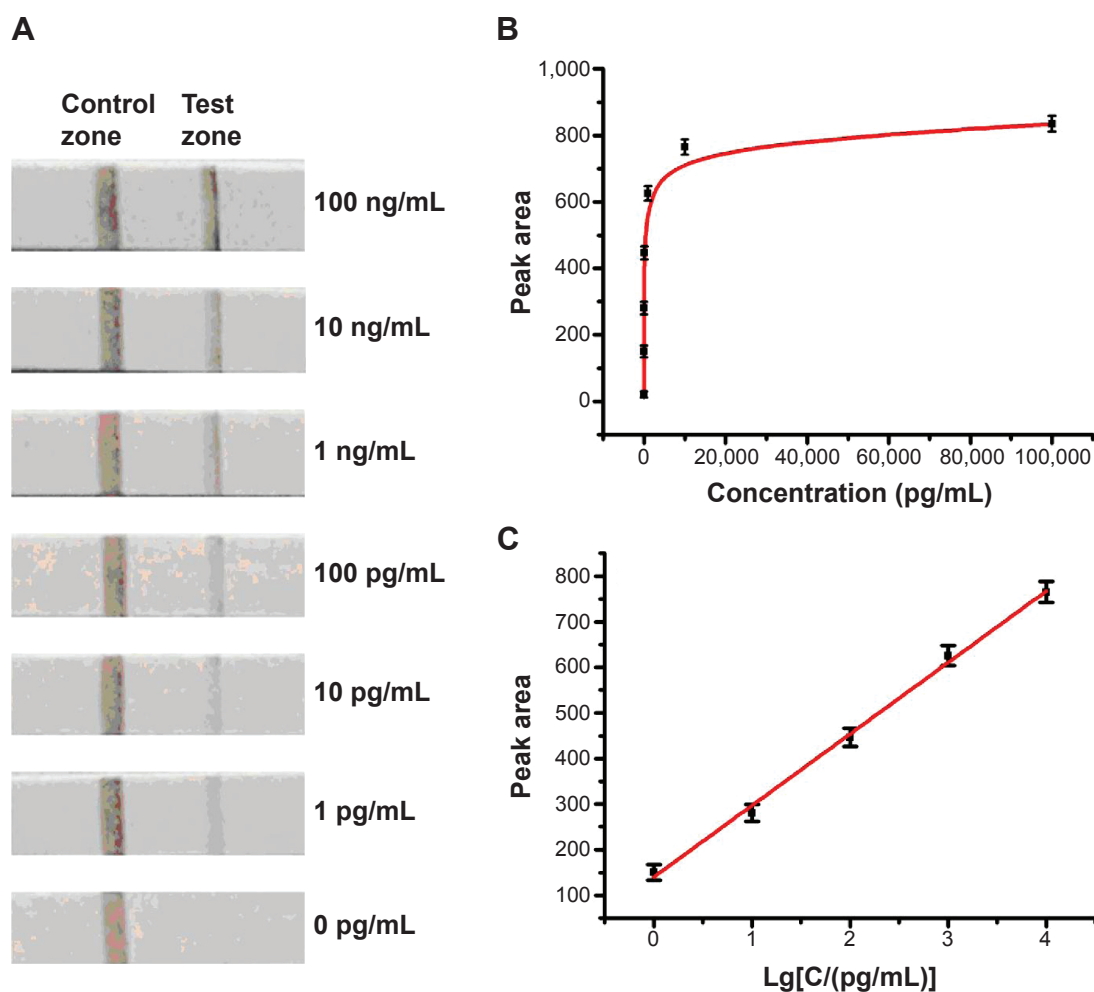 A
Control
zone
Test
zone
100 ng/mL
10 ng/mL
1 ng/mL
100 pg/mL
10 pg/mL
1 pg/mL
0 pg/mL
B
1,000
800
600
400
200
0
Peak area
0
20,000
40,000
60,000
80,000
100,000
Concentration (pg/mL)
C
800
700
600
500
400
300
200
100
Peak area
0
1
2
3
4
Lg[C/(pg/mL)]